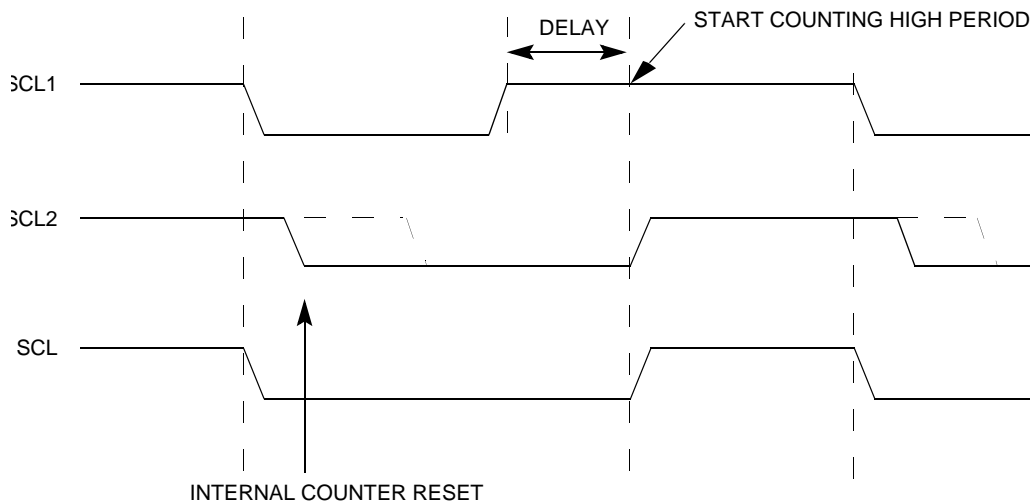 DELAY
START COUNTING HIGH PERIOD
SCL1
SCL2
SCL
INTERNAL COUNTER RESET